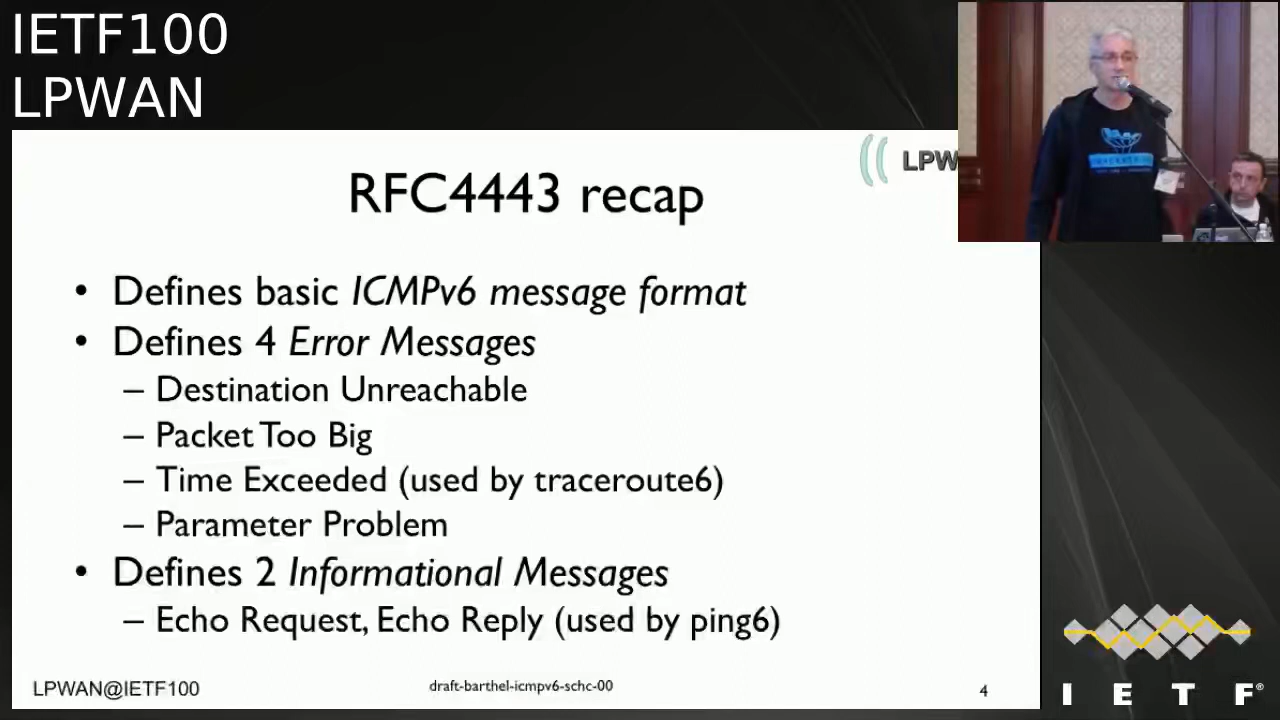 IETF100
LPWAN
LPW
RFC4443 recap
• Defines basic ICMPv6 message format
• Defines 4 Error Messages
– Destination Unreachable
– Packet Too Big
– Time Exceeded (used by traceroute6)
– Parameter Problem
• Defines 2 Informational Messages
– Echo Request, Echo Reply (used by ping6)
LPWAN@IETF100
draft-barthel-icmpv6-schc-00
4
I E T F®